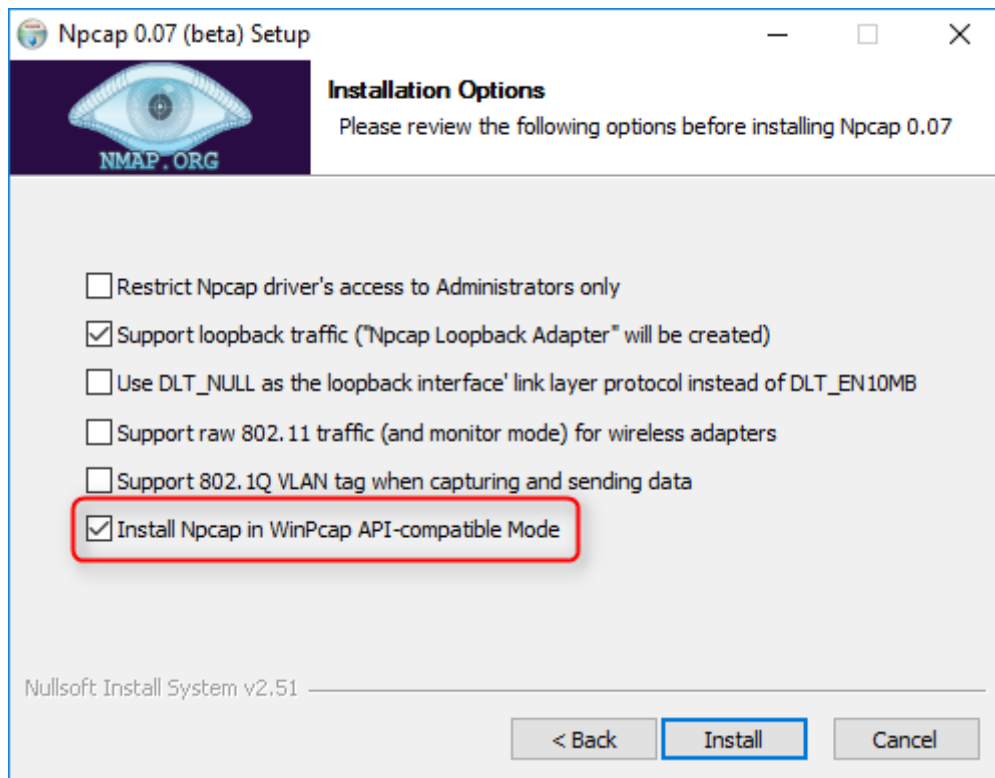 Npcap 0.07 (beta) Setup
NMAP.ORG
Installation Options
Please review the following options before installing Npcap 0.07
Restrict Npcap driver's access to Administrators only
Support loopback traffic ("Npcap Loopback Adapter" will be created)
Use DLT_NULL as the loopback interface' link layer protocol instead of DLT_EN10MB
Support raw 802.11 traffic (and monitor mode) for wireless adapters
Support 802.1Q VLAN tag when capturing and sending data
Install Npcap in WinPcap API-compatible Mode
Nullsoft Install System v2.51
< Back Install Cancel